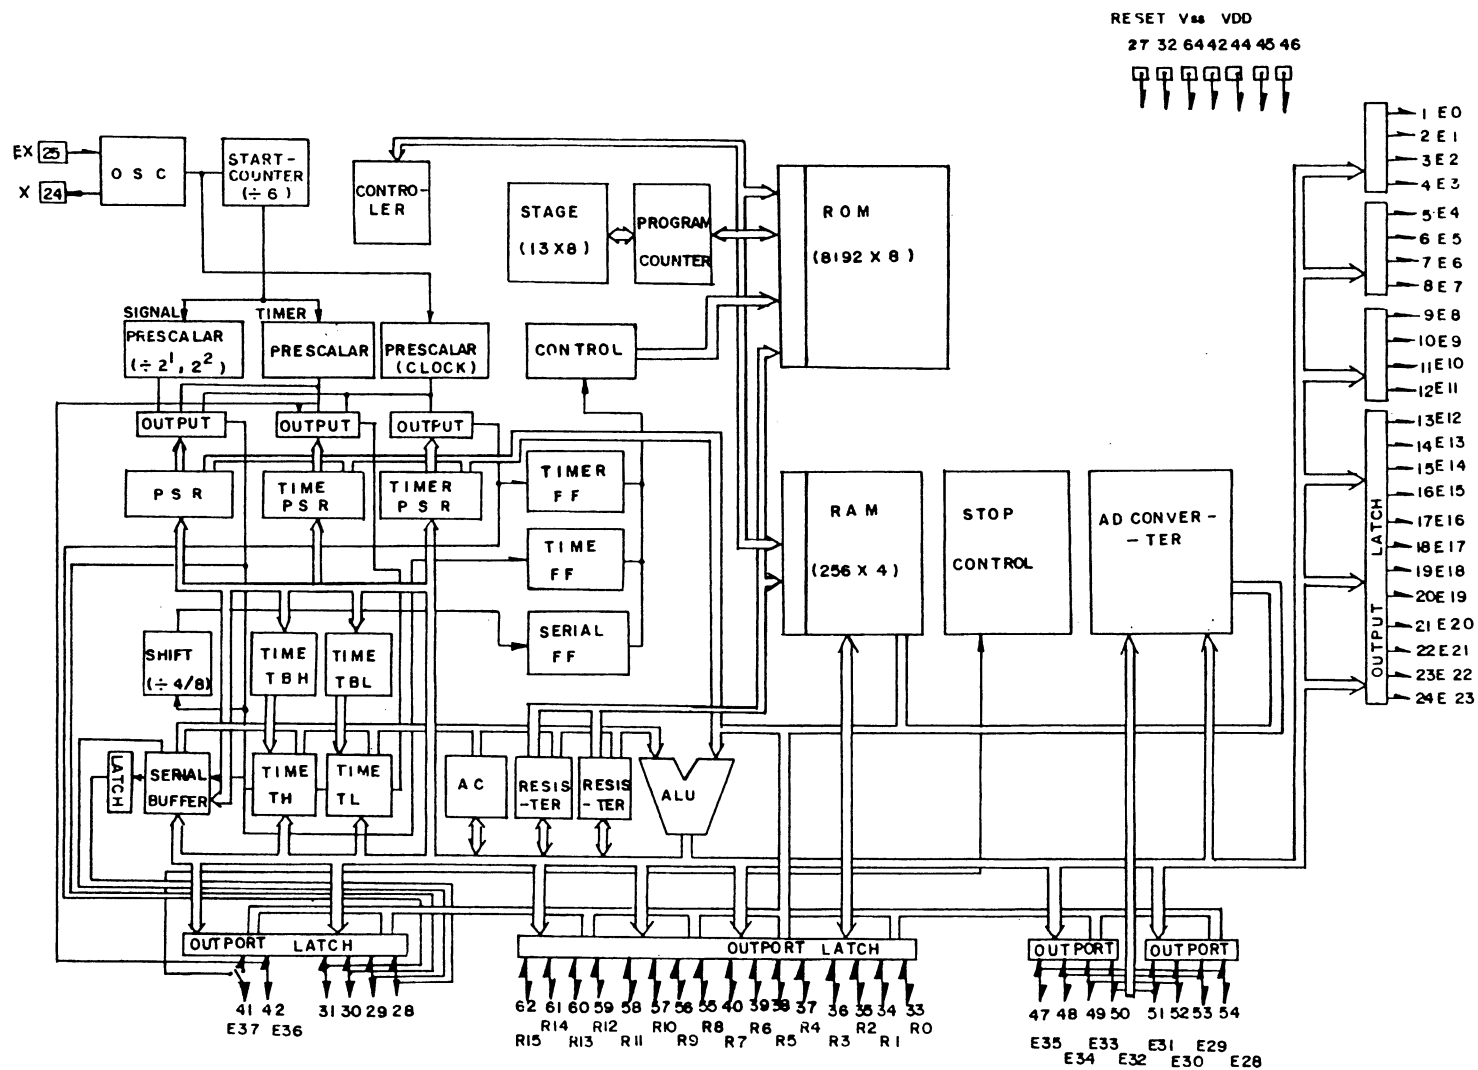 RESET Vss VDD
27 32 64 42 44 45 46
EX 25
X 24
OSC
START-
COUNTER
(÷6)
CONTRO-
LER
STAGE
(13X8)
PROGRAM
COUNTER
ROM
(8192 X 8)
1 E0
2 E1
3 E2
4 E3
5 E4
6 E5
7 E6
8 E7
9 E8
10 E9
11 E10
12 E11
13 E12
14 E13
15 E14
16 E15
17 E16
18 E17
19 E18
20 E19
21 E20
22 E21
23 E 22
24 E 23
OUTPUT LATCH
SIGNAL
TIMER
PRESCALAR
(÷2¹, 2²)
PRESCALAR
PRESCALAR
(CLOCK)
CONTROL
OUTPUT
OUTPUT
OUTPUT
PSR
TIME
PSR
TIMER
PSR
TIMER
FF
TIME
FF
SERIAL
FF
RAM
(256 X 4)
STOP
CONTROL
AD CONVER-
-TER
SHIFT
(÷4/8)
TIME
TBH
TIME
TBL
LATCH
SERIAL
BUFFER
TIME
TH
TIME
TL
AC
RESIS
-TER
RESIS
-TER
ALU
OUTPORT LATCH
OUTPORT LATCH
OUTPORT
OUTPORT
41 42 31 30 29 28
E37 E36
62 61 60 59 58 57 56 55 40 39 38 37 36 35 34 33
R15 R14 R13 R12 R11 R10 R9 R8 R7 R6 R5 R4 R3 R2 R1 R0
47 48 49 50 51 52 53 54
E35 E34 E33 E32 E31 E30 E29 E28